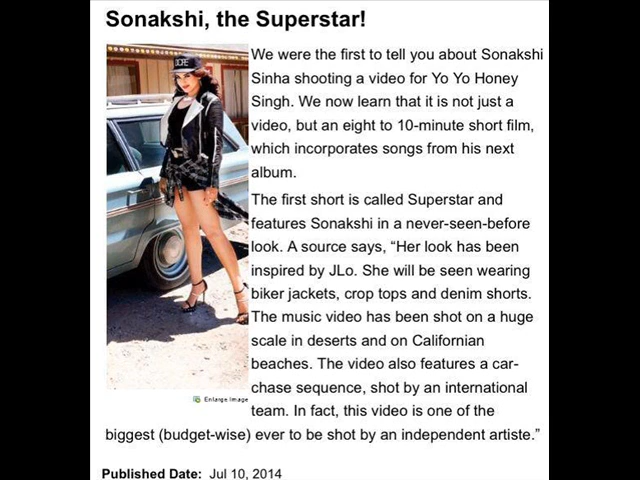 Sonakshi, the Superstar!
DOPE
We were the first to tell you about Sonakshi
Sinha shooting a video for Yo Yo Honey
Singh. We now learn that it is not just a
video, but an eight to 10-minute short film,
which incorporates songs from his next
album.
The first short is called Superstar and
features Sonakshi in a never-seen-before
look. A source says, “Her look has been
inspired by JLo. She will be seen wearing
biker jackets, crop tops and denim shorts.
The music video has been shot on a huge
scale in deserts and on Californian
beaches. The video also features a car-
chase sequence, shot by an international
team. In fact, this video is one of the
biggest (budget-wise) ever to be shot by an independent artiste.”
Enlarge Image
Published Date: Jul 10, 2014